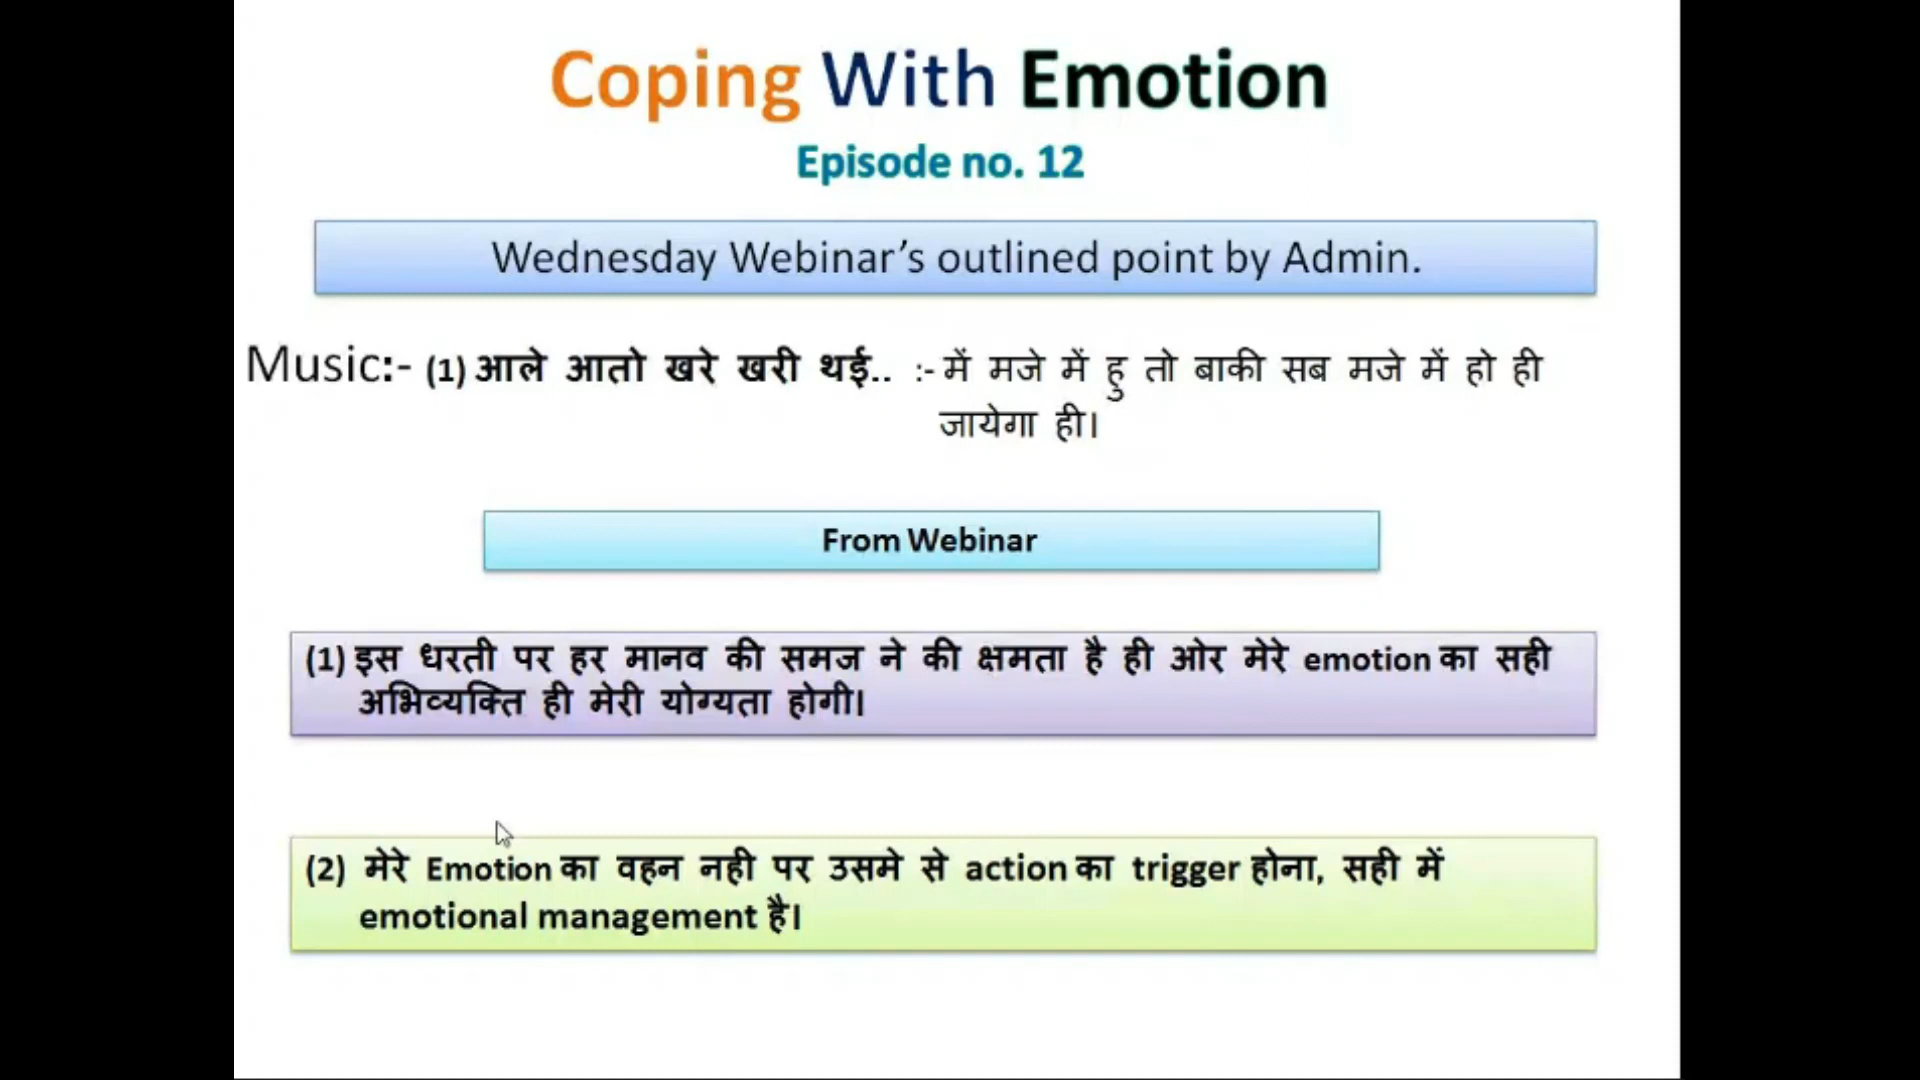 Coping With Emotion
Episode no. 12
Wednesday Webinar’s outlined point by Admin.
Music:- (1) आले आतो खरे खरी थई.. :- में मजे में हु तो बाकी सब मजे में हो ही
जायेगा ही।
From Webinar
(1) इस धरती पर हर मानव की समज ने की क्षमता है ही ओर मेरे emotion का सही
अभिव्यक्ति ही मेरी योग्यता होगी।
(2) मेरे Emotion का वहन नही पर उसमे से action का trigger होना, सही में
emotional management है।